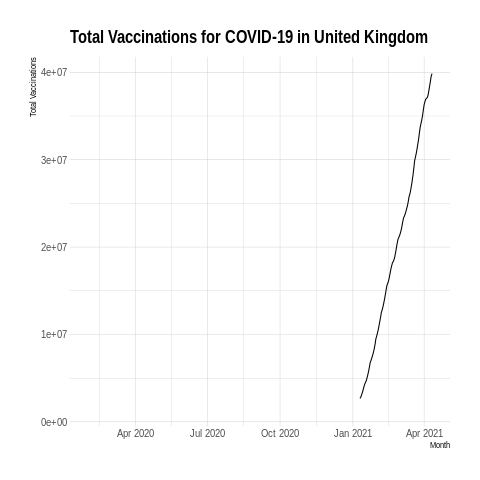 Total Vaccinations for COVID-19 in United Kingdom
Total Vaccinations
4e+07
3e+07
2e+07
1e+07
0e+00
Apr 2020 Jul 2020 Oct 2020 Jan 2021 Apr 2021
Month